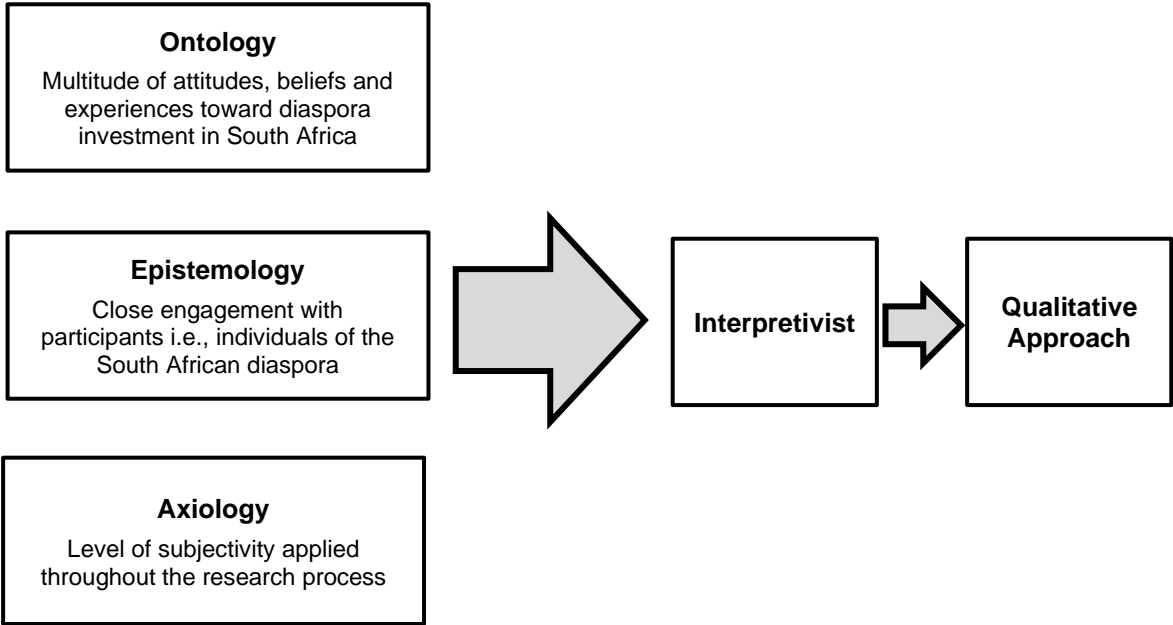 Ontology
Multitude of attitudes, beliefs and
experiences toward diaspora
investment in South Africa
Epistemology
Close engagement with
participants i.e., individuals of the
South African diaspora
Axiology
Level of subjectivity applied
throughout the research process
Interpretivist
Qualitative
Approach